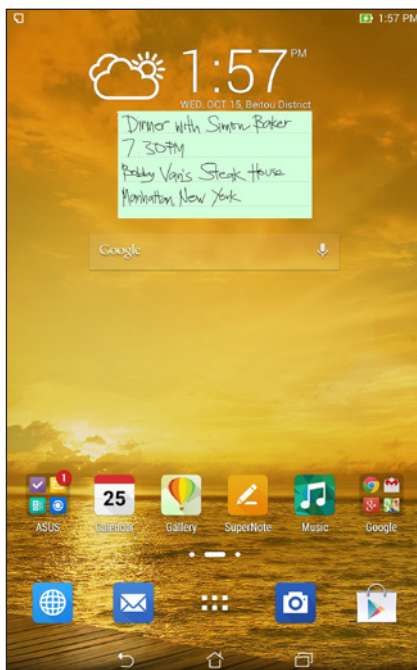 1:57 PM
1:57 PM
WED, OCT 15, Beitou District
Dinner with Simon Baker
7 30PM
Bobby Van's Steak House
Manhattan, New York
Google
1
25
ASUS Calendar Gallery SuperNote Music Google